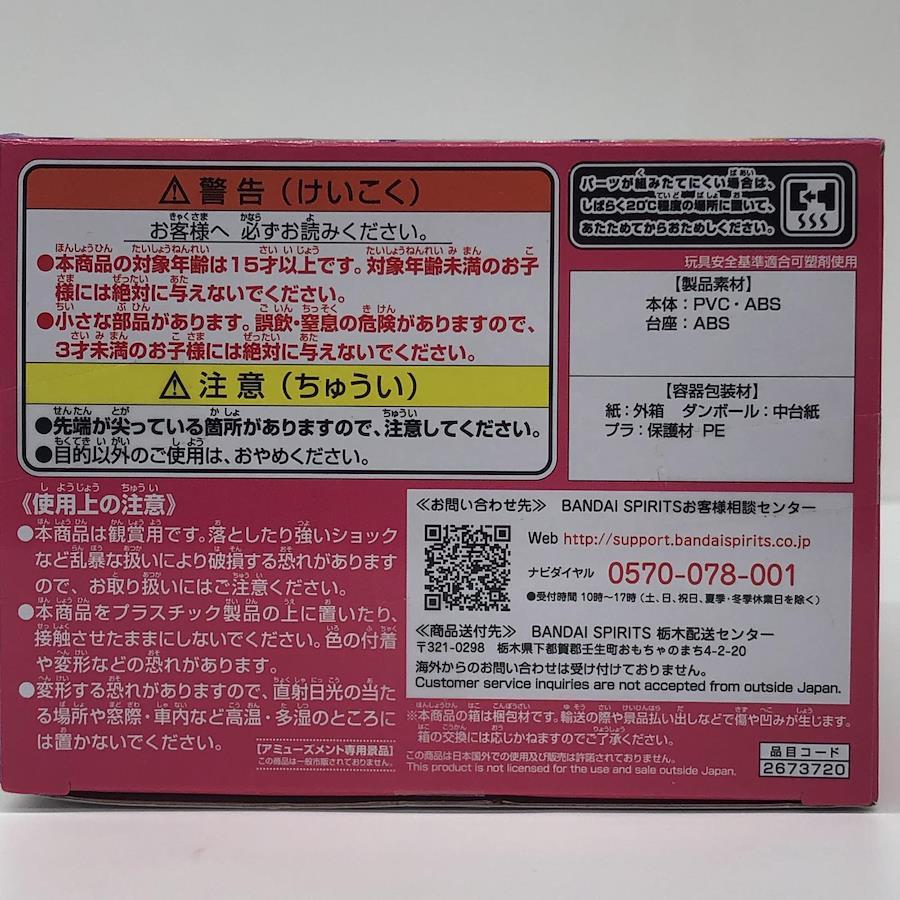 ⚠警告（けいこく）
お客様へ 必ずお読みください。
●本商品の対象年齢は15才以上です。対象年齢未満のお子
様には絶対に与えないでください。
●小さな部品があります。誤飲・窒息の危険がありますので、
3才未満のお子様には絶対に与えないでください。
⚠注意（ちゅうい）
●先端が尖っている箇所がありますので、注意してください。
●目的以外のご使用は、おやめください。
パーツが組みたてにくい場合は、
しばらく20℃程度の場所に置いて、
あたためてからおためしください。
玩具安全基準適合可塑剤使用
【製品素材】
本体：PVC・ABS
台座：ABS
【容器包装材】
紙：外箱 ダンボール：中台紙
プラ：保護材 PE
《使用上の注意》
●本商品は観賞用です。落としたり強いショック
など乱暴な扱いにより破損する恐れがあります
ので、お取り扱いにはご注意ください。
●本商品をプラスチック製品の上に置いたり、
接触させたままにしないでください。色の付着
や変形などの恐れがあります。
●変形する恐れがありますので、直射日光の当た
る場所や窓際・車内など高温・多湿のところに
は置かないでください。
【アミューズメント専用景品】
この商品は一般市販されておりません。
≪お問い合わせ先≫ BANDAI SPIRITSお客様相談センター
Web http://support.bandaispirits.co.jp
ナビダイヤル 0570-078-001
●受付時間 10時〜17時（土、日、祝日、夏季・冬季休業日を除く）
≪商品送付先≫ BANDAI SPIRITS 栃木配送センター
〒321-0298 栃木県下都賀郡壬生町おもちゃのまち4-2-20
海外からのお問い合わせは受け付けておりません。
Customer service inquiries are not accepted from outside Japan.
※本商品の箱は梱包材です。輸送の際や景品払い出しなどで傷や凹みが生じます。
箱の交換には応じかねますのでご了承ください。
この商品は日本国外での使用及び販売は許諾されておりません。
This product is not licensed for the use and sale outside Japan.
品目コード
2673720